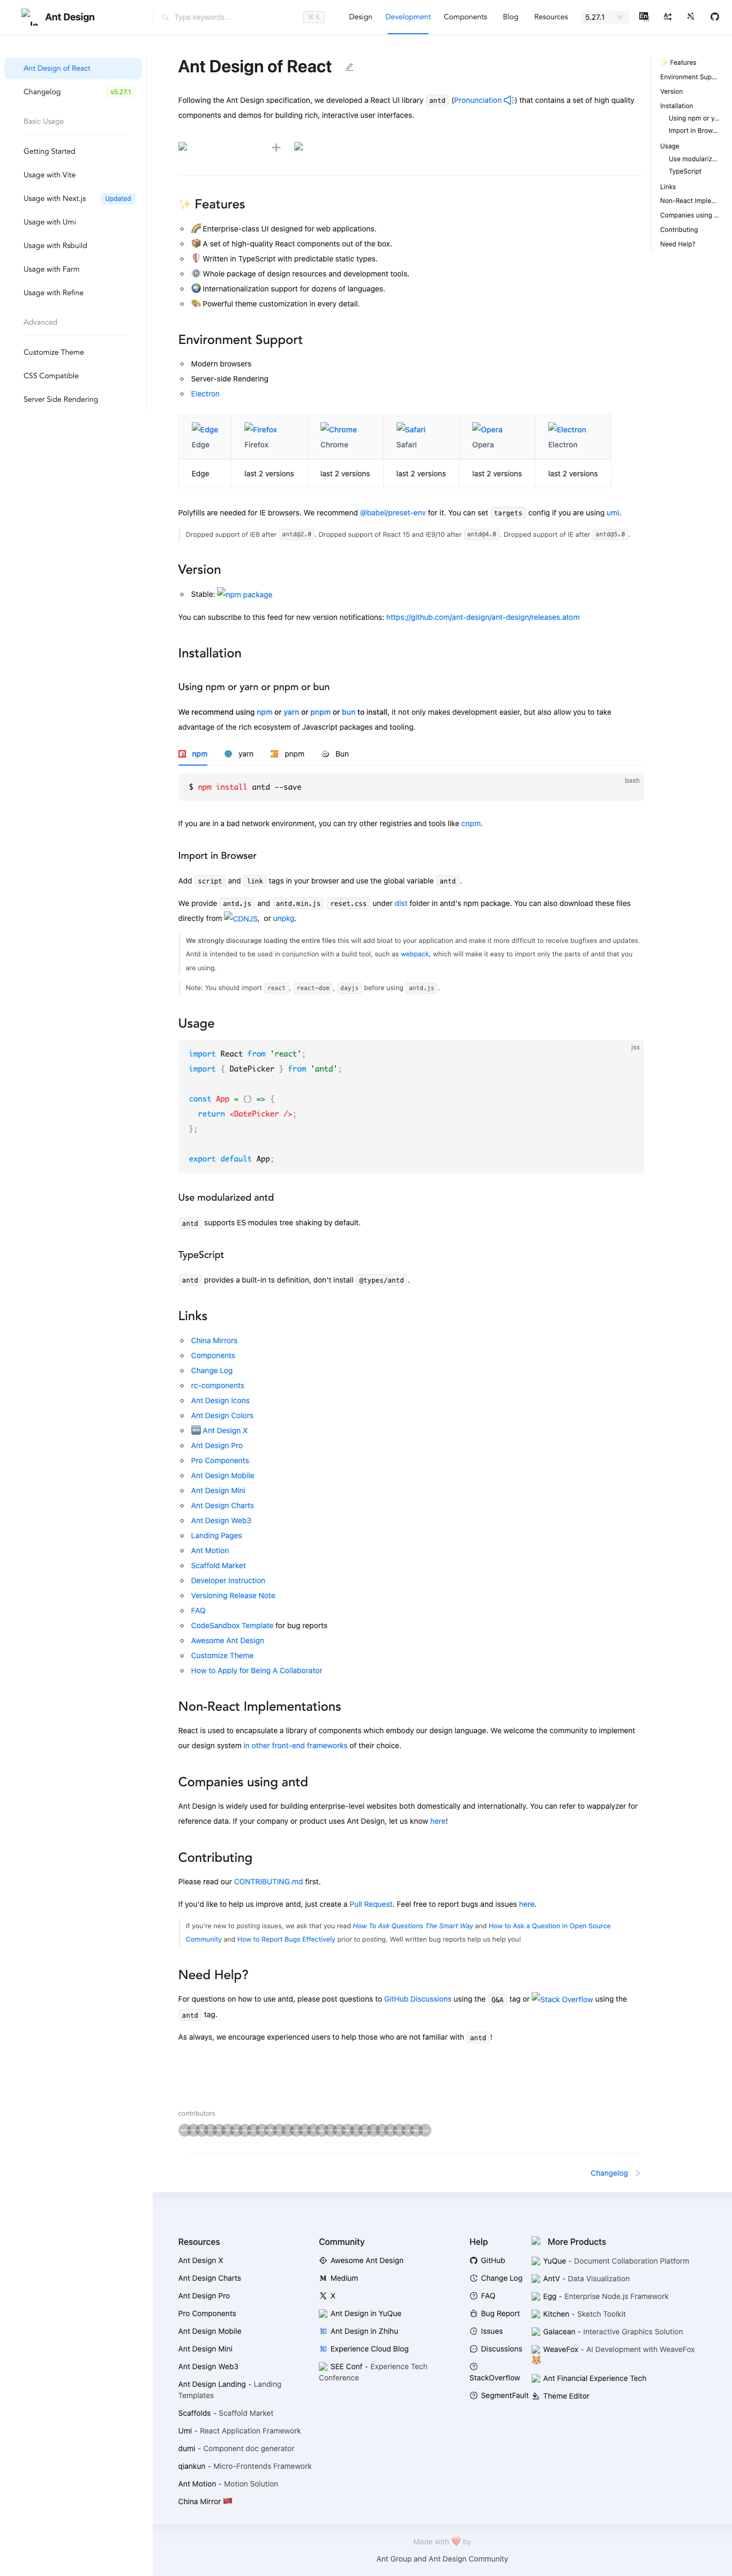 Ant Design
Type keywords...
⌘ K
Design
Development
Components
Blog
Resources
5.27.1
Ant Design of React
Changelog
v5.27.1
Basic Usage
Getting Started
Usage with Vite
Usage with Next.js
Updated
Usage with Umi
Usage with Rsbuild
Usage with Farm
Usage with Refine
Advanced
Customize Theme
CSS Compatible
Server Side Rendering
Ant Design of React
Following the Ant Design specification, we developed a React UI library antd (Pronunciation) that contains a set of high quality
components and demos for building rich, interactive user interfaces.
+
✨ Features
🌈 Enterprise-class UI designed for web applications.
📦 A set of high-quality React components out of the box.
🛡 Written in TypeScript with predictable static types.
⚙️ Whole package of design resources and development tools.
🌍 Internationalization support for dozens of languages.
🎨 Powerful theme customization in every detail.
Environment Support
Modern browsers
Server-side Rendering
Electron
Edge Firefox Chrome Safari Opera Electron
Edge Firefox Chrome Safari Opera Electron
Edge last 2 versions last 2 versions last 2 versions last 2 versions last 2 versions
Polyfills are needed for IE browsers. We recommend @babel/preset-env for it. You can set targets config if you are using umi.
Dropped support of IE8 after antd@2.0. Dropped support of React 15 and IE9/10 after antd@4.0. Dropped support of IE after antd@5.0.
Version
Stable: npm package
You can subscribe to this feed for new version notifications: https://github.com/ant-design/ant-design/releases.atom
Installation
Using npm or yarn or pnpm or bun
We recommend using npm or yarn or pnpm or bun to install, it not only makes development easier, but also allow you to take
advantage of the rich ecosystem of Javascript packages and tooling.
npm yarn pnpm Bun
bash
$ npm install antd --save
If you are in a bad network environment, you can try other registries and tools like cnpm.
Import in Browser
Add script and link tags in your browser and use the global variable antd.
We provide antd.js and antd.min.js reset.css under dist folder in antd's npm package. You can also download these files
directly from CDNJS, or unpkg.
We strongly discourage loading the entire files this will add bloat to your application and make it more difficult to receive bugfixes and updates.
Antd is intended to be used in conjunction with a build tool, such as webpack, which will make it easy to import only the parts of antd that you
are using.
Note: You should import react, react-dom, dayjs before using antd.js.
Usage
jsx
import React from 'react';
import { DatePicker } from 'antd';
const App = () => {
return <DatePicker />;
};
export default App;
Use modularized antd
antd supports ES modules tree shaking by default.
TypeScript
antd provides a built-in ts definition, don't install @types/antd.
Links
China Mirrors
Components
Change Log
rc-components
Ant Design Icons
Ant Design Colors
🆕 Ant Design X
Ant Design Pro
Pro Components
Ant Design Mobile
Ant Design Mini
Ant Design Charts
Ant Design Web3
Landing Pages
Ant Motion
Scaffold Market
Developer Instruction
Versioning Release Note
FAQ
CodeSandbox Template for bug reports
Awesome Ant Design
Customize Theme
How to Apply for Being A Collaborator
Non-React Implementations
React is used to encapsulate a library of components which embody our design language. We welcome the community to implement
our design system in other front-end frameworks of their choice.
Companies using antd
Ant Design is widely used for building enterprise-level websites both domestically and internationally. You can refer to wappalyzer for
reference data. If your company or product uses Ant Design, let us know here!
Contributing
Please read our CONTRIBUTING.md first.
If you'd like to help us improve antd, just create a Pull Request. Feel free to report bugs and issues here.
If you're new to posting issues, we ask that you read How To Ask Questions The Smart Way and How to Ask a Question in Open Source
Community and How to Report Bugs Effectively prior to posting. Well written bug reports help us help you!
Need Help?
For questions on how to use antd, please post questions to GitHub Discussions using the Q&A tag or Stack Overflow using the
antd tag.
As always, we encourage experienced users to help those who are not familiar with antd!
contributors
Changelog
✨ Features
Environment Sup...
Version
Installation
Using npm or y...
Import in Brow...
Usage
Use modulariz...
TypeScript
Links
Non-React Imple...
Companies using ...
Contributing
Need Help?
Resources
Ant Design X
Ant Design Charts
Ant Design Pro
Pro Components
Ant Design Mobile
Ant Design Mini
Ant Design Web3
Ant Design Landing - Landing
Templates
Scaffolds - Scaffold Market
Umi - React Application Framework
dumi - Component doc generator
qiankun - Micro-Frontends Framework
Ant Motion - Motion Solution
China Mirror 🇨🇳
Community
Awesome Ant Design
Medium
X
Ant Design in YuQue
Ant Design in Zhihu
Experience Cloud Blog
SEE Conf - Experience Tech
Conference
Help
GitHub
Change Log
FAQ
Bug Report
Issues
Discussions
StackOverflow
SegmentFault
More Products
YuQue - Document Collaboration Platform
AntV - Data Visualization
Egg - Enterprise Node.js Framework
Kitchen - Sketch Toolkit
Galacean - Interactive Graphics Solution
WeaveFox - AI Development with WeaveFox
🦊
Ant Financial Experience Tech
Theme Editor
Made with ❤ by
Ant Group and Ant Design Community